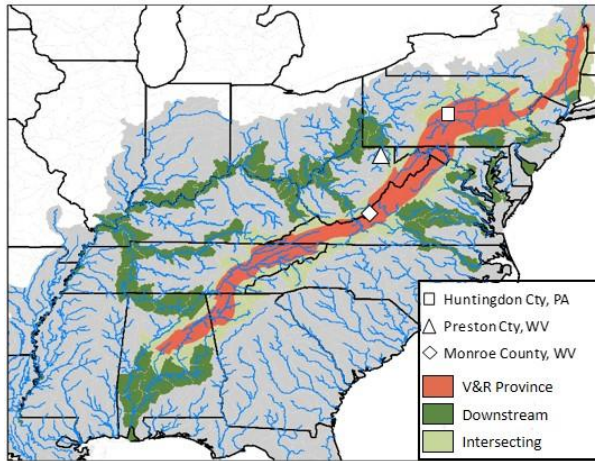 Huntingdon Cty, PA
Preston Cty, WV
Monroe County, WV
V&R Province
Downstream
Intersecting